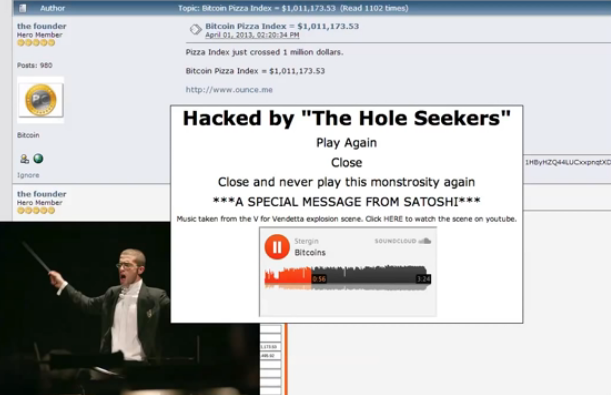 Author
Topic: Bitcoin Pizza Index = $1,011,173.53 (Read 1102 times)
the founder
Hero Member
Posts: 980
Bitcoin
Ignore
Bitcoin Pizza Index = $1,011,173.53
April 01, 2013, 02:20:34 PM
Pizza Index just crossed 1 million dollars.
Bitcoin Pizza Index = $1,011,173.53
http://www.ounce.me
Hacked by "The Hole Seekers"
Play Again
Close
Close and never play this monstrosity again
***A SPECIAL MESSAGE FROM SATOSHI***
Music taken from the V for Vendetta explosion scene. Click HERE to watch the scene on youtube.
Stergin
SOUNDCLOUD
Bitcoins
0:56
3:24
the founder
Hero Member